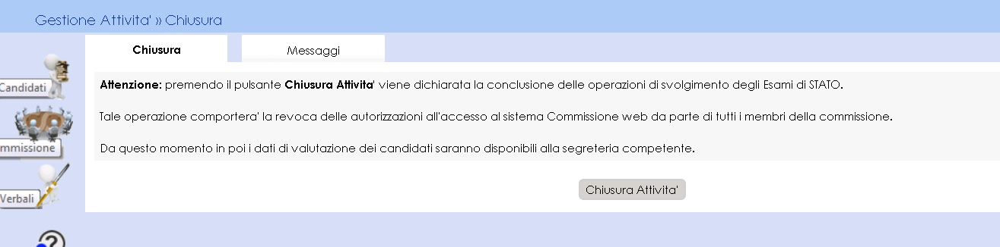 Gestione Attivita' » Chiusura
Chiusura
Messaggi
Candidati
Attenzione: premendo il pulsante Chiusura Attivita' viene dichiarata la conclusione delle operazioni di svolgimento degli Esami di STATO.
Tale operazione comportera' la revoca delle autorizzazioni all'accesso al sistema Commissione web da parte di tutti i membri della commissione.
mmissione
Da questo momento in poi i dati di valutazione dei candidati saranno disponibili alla segreteria competente.
Chiusura Attivita'
Verbali
?